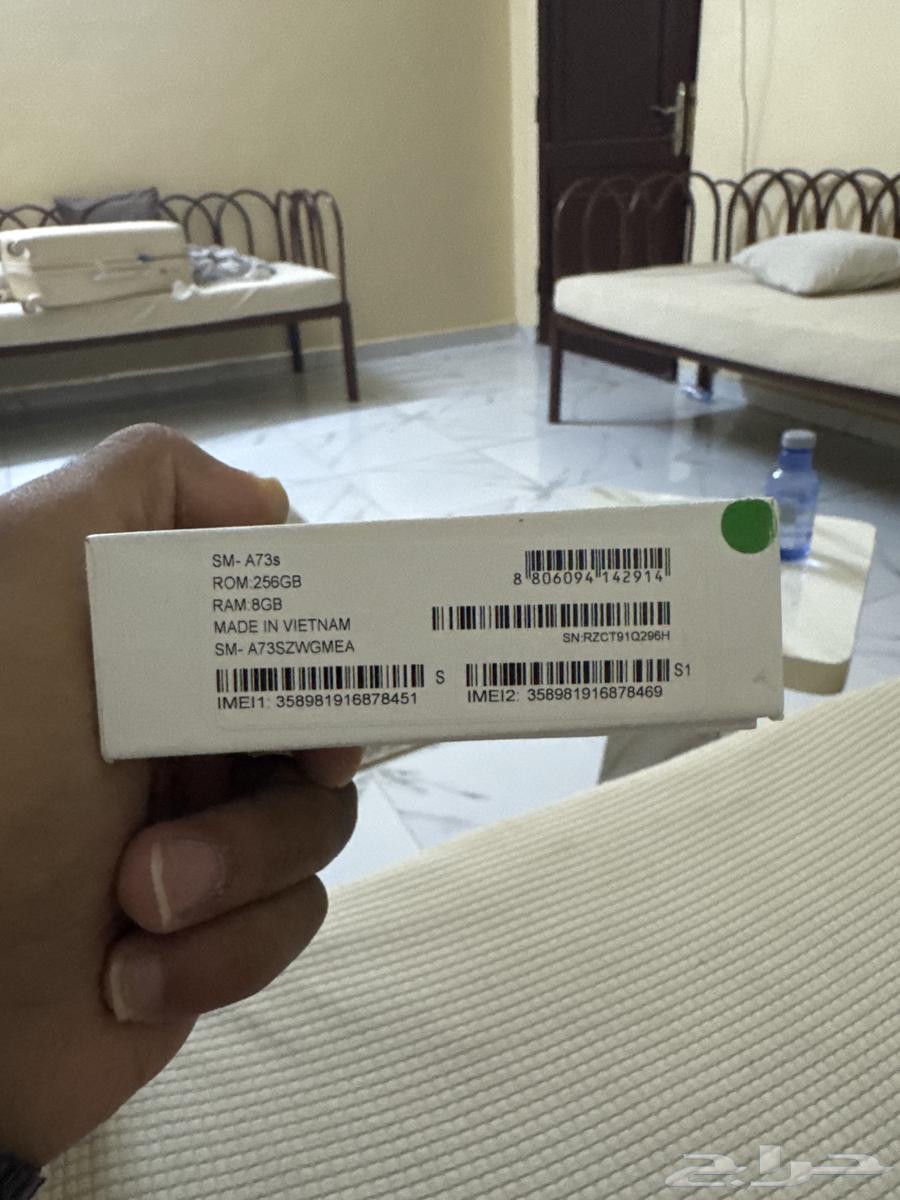 SM- A73s
ROM:256GB
RAM:8GB
MADE IN VIETNAM
SM- A73SZWGMEA
8 806094 142914
SN:RZCT91Q296H
S
IMEI1: 358981916878451
S1
IMEI2: 358981916878469
حراج